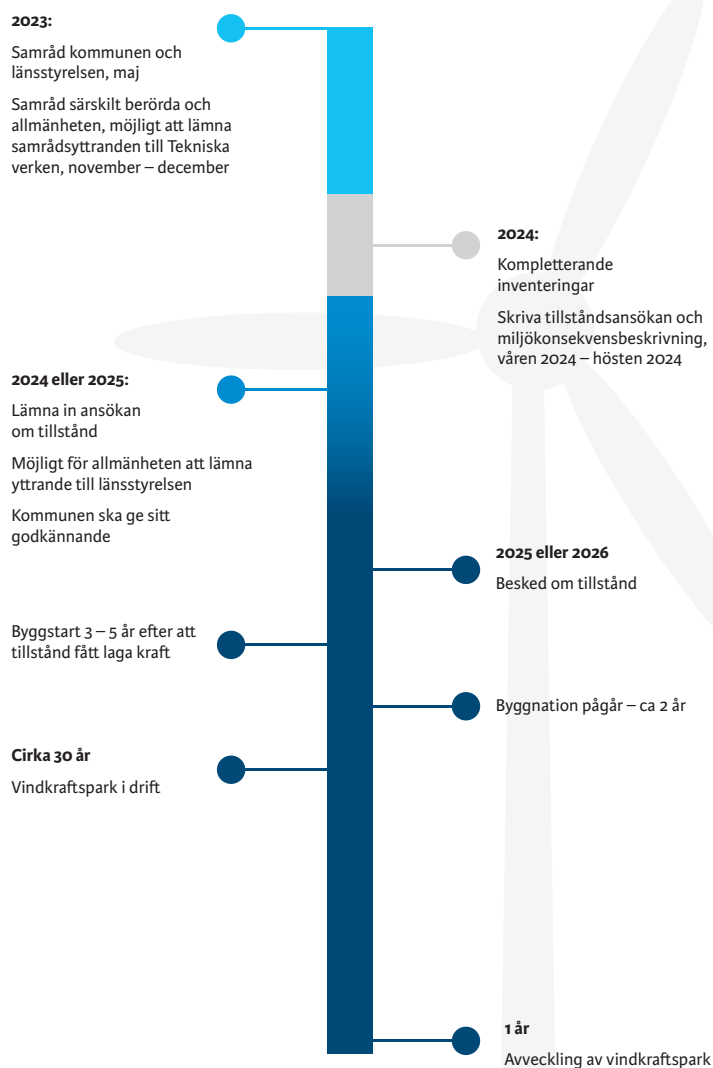 2023:
Samråd kommunen och
länsstyrelsen, maj
Samråd särskilt berörda och
allmänheten, möjligt att lämna
samrådsyttranden till Tekniska
verken, november – december
2024:
Kompletterande
inventeringar
Skriva tillståndsansökan och
miljökonsekvensbeskrivning,
våren 2024 – hösten 2024
2024 eller 2025:
Lämna in ansökan
om tillstånd
Möjligt för allmänheten att lämna
yttrande till länsstyrelsen
Kommunen ska ge sitt
godkännande
2025 eller 2026
Besked om tillstånd
Byggstart 3 – 5 år efter att
tillstånd fått laga kraft
Byggnation pågår – ca 2 år
Cirka 30 år
Vindkraftspark i drift
1 år
Avveckling av vindkraftspark